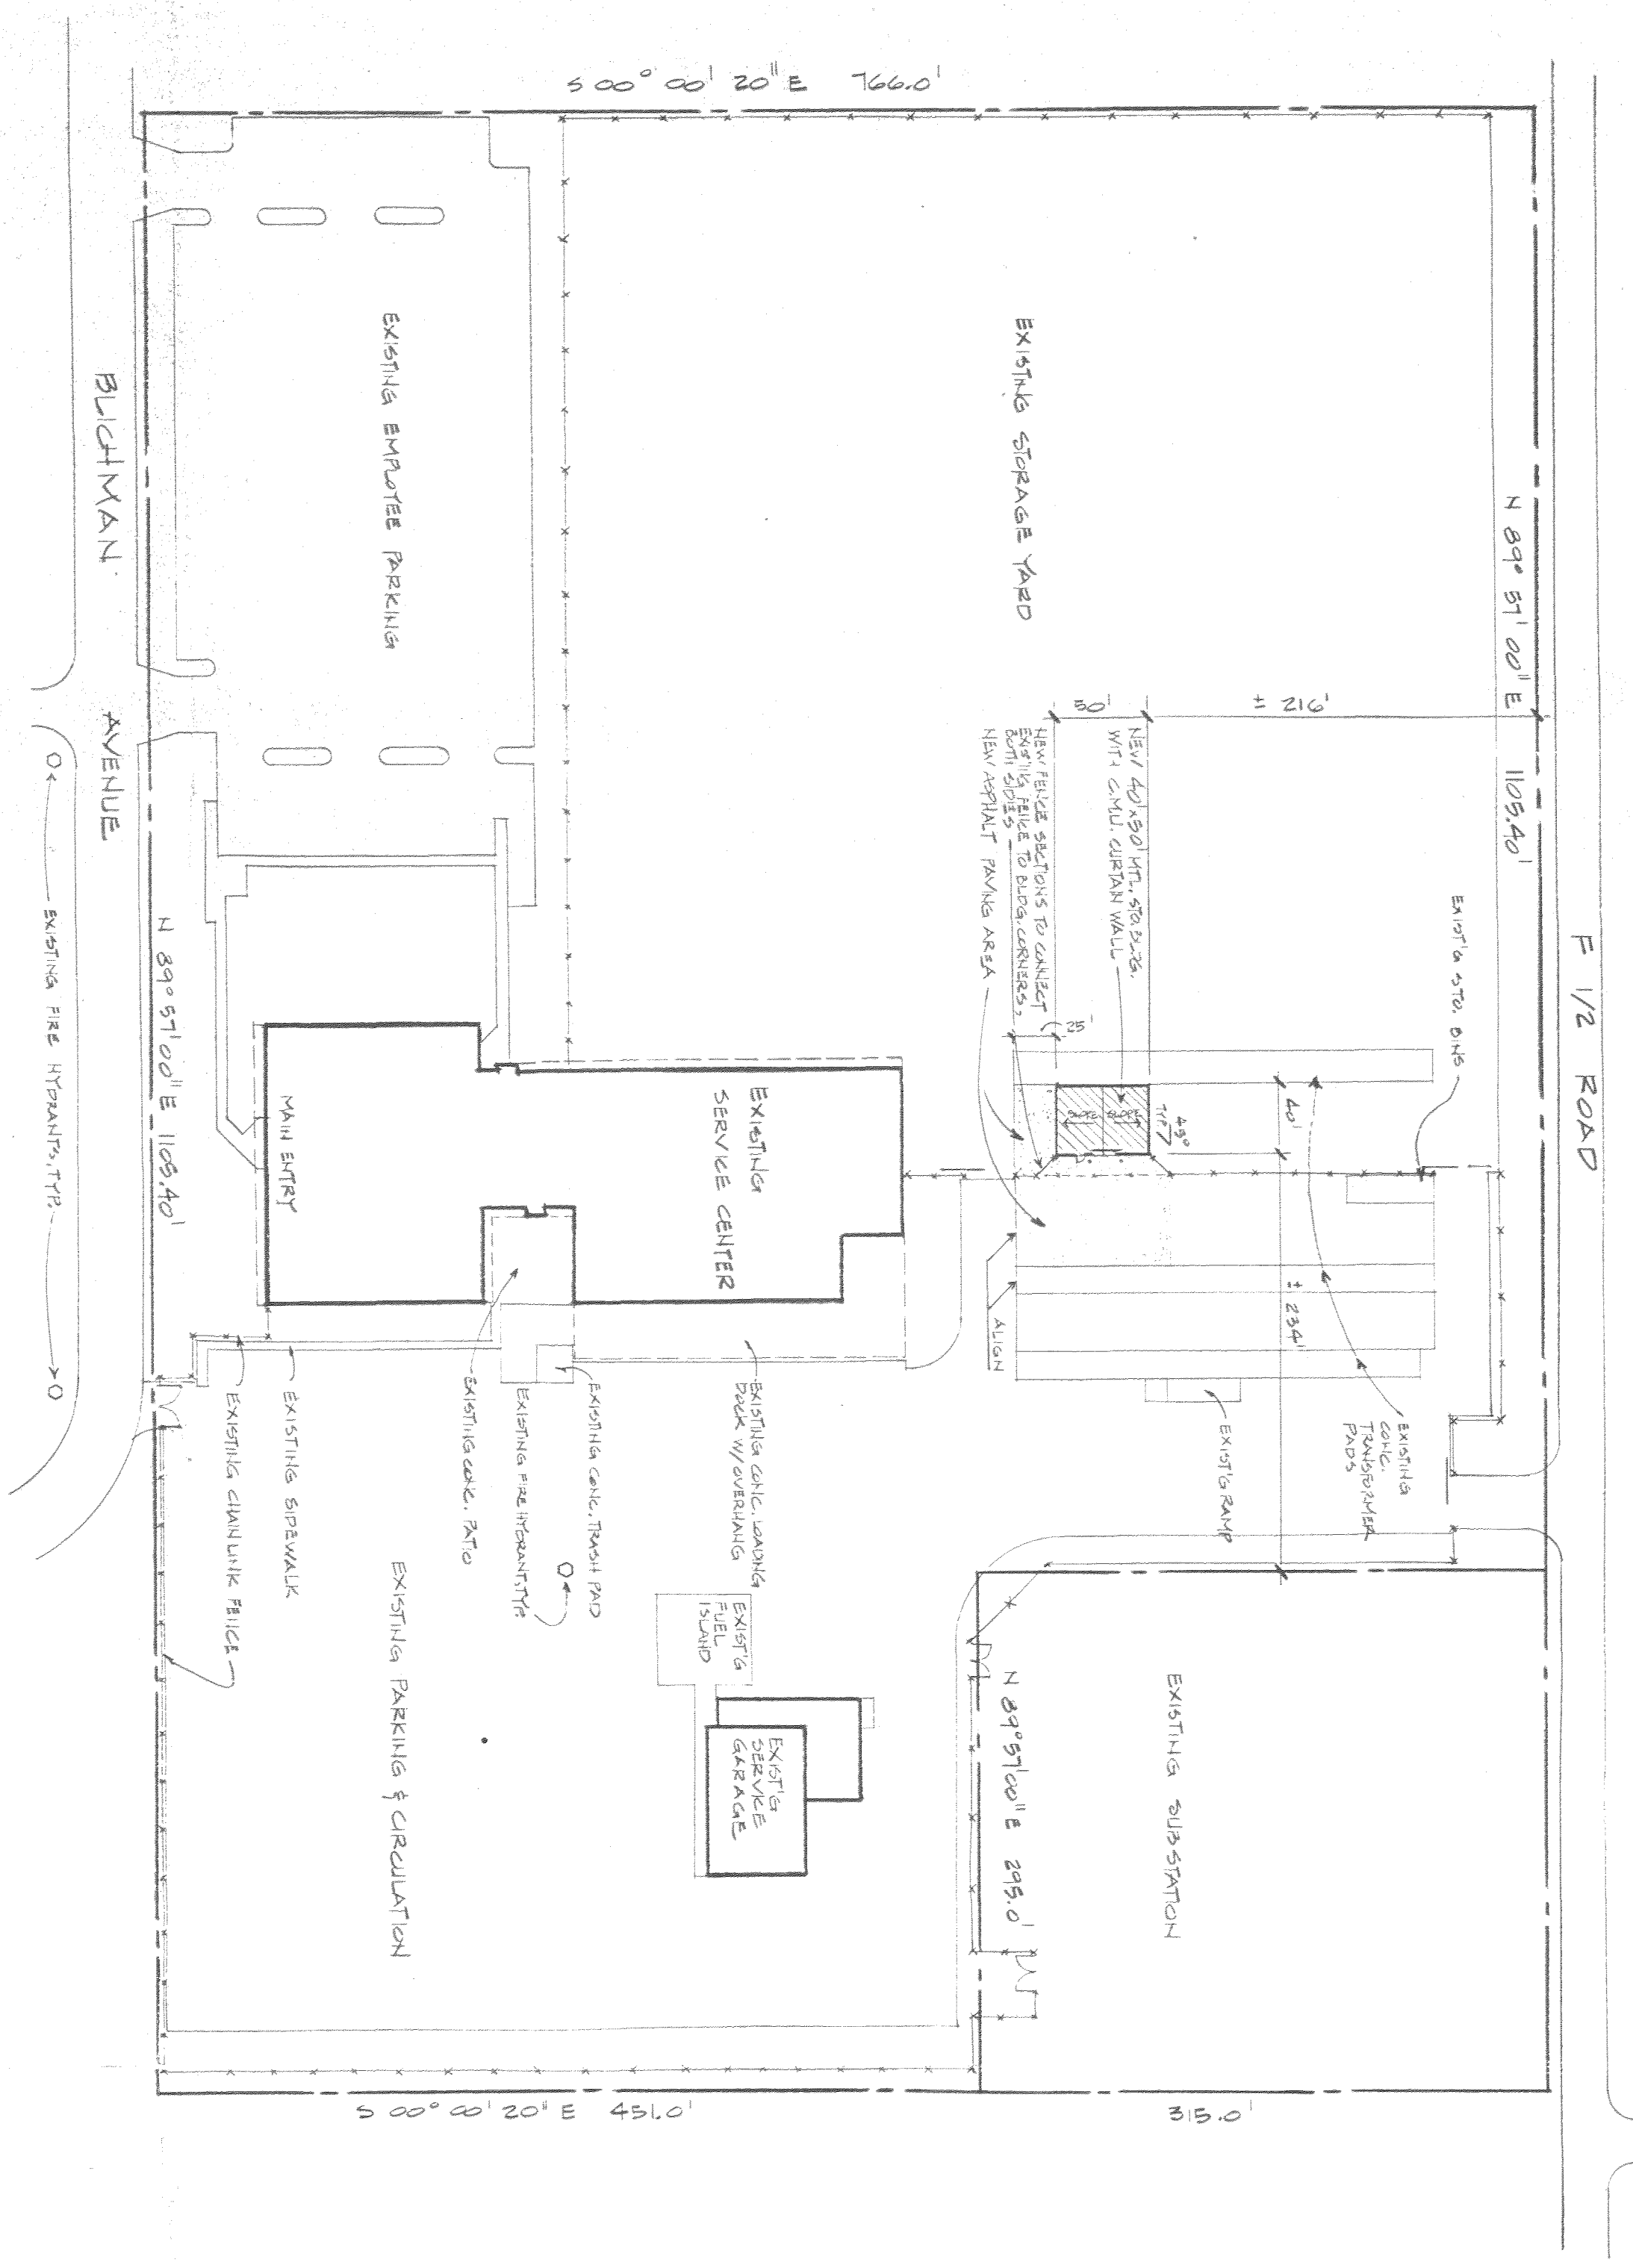 S 00° 00' 20" E 766.0'
F 1/2 ROAD
N 89° 57' 00" E 1105.40'
EXIST'G STO. BINS
± 216'
50'
NEW 40'x50' MTL. STO. BLDG.
WITH C.M.U. CURTAIN WALL
NEW FENCE SECTIONS TO CONNECT
EXIST'G FENCE TO BLDG. CORNERS,
BOTH SIDES
NEW ASPHALT PAVING AREA
25'
40'
45°
TYP.
SLOPE
SLOPE
± 234'
ALIGN
EXISTING
CONC.
TRANSFORMER
PADS
EXIST'G RAMP
EXISTING STORAGE YARD
EXISTING EMPLOYEE PARKING
EXISTING
SERVICE CENTER
MAIN ENTRY
EXISTING CONC. LOADING
DOCK W/ OVERHANG
EXISTING CONC. TRASH PAD
EXISTING FIRE HYDRANT, TYP.
EXISTING CONC. PATIO
EXISTING SIDEWALK
EXISTING CHAIN LINK FENCE
EXIST'G
FUEL
ISLAND
EXIST'G
SERVICE
GARAGE
EXISTING SUBSTATION
N 89° 57' 00" E 295.0'
EXISTING PARKING & CIRCULATION
N 89° 57' 00" E 1105.40'
BLICHMAN AVENUE
EXISTING FIRE HYDRANTS, TYP.
S 00° 00' 20" E 451.0'
315.0'